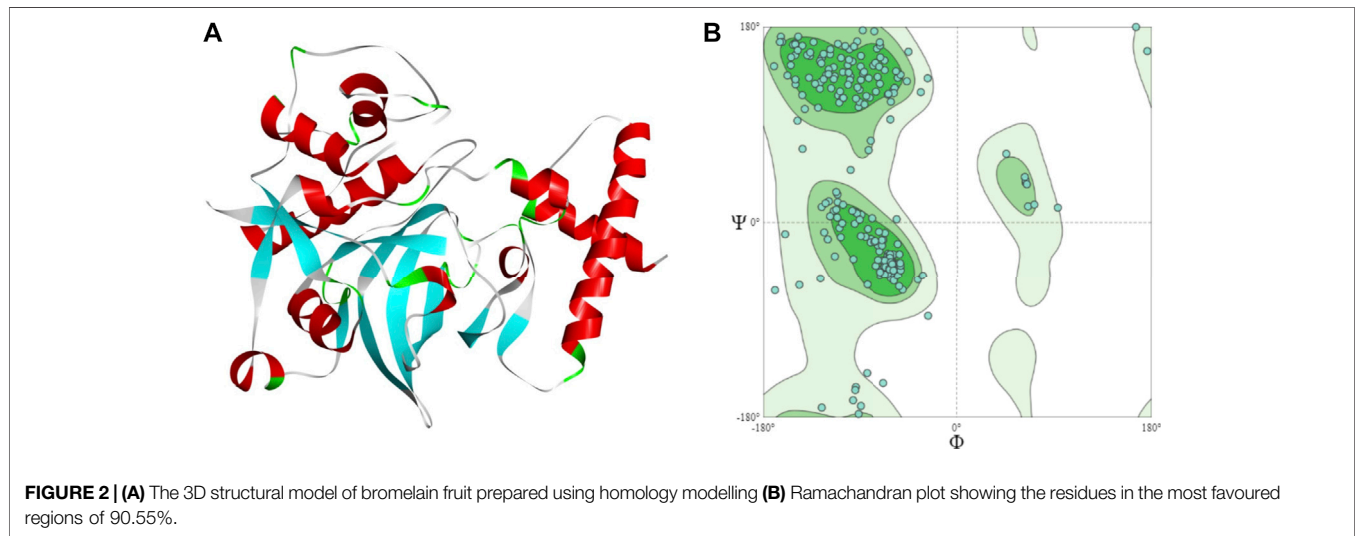 A
B
180°
Ψ 0°
-180°
-180°
0°
180°
Φ
FIGURE 2 | (A) The 3D structural model of bromelain fruit prepared using homology modelling (B) Ramachandran plot showing the residues in the most favoured
regions of 90.55%.